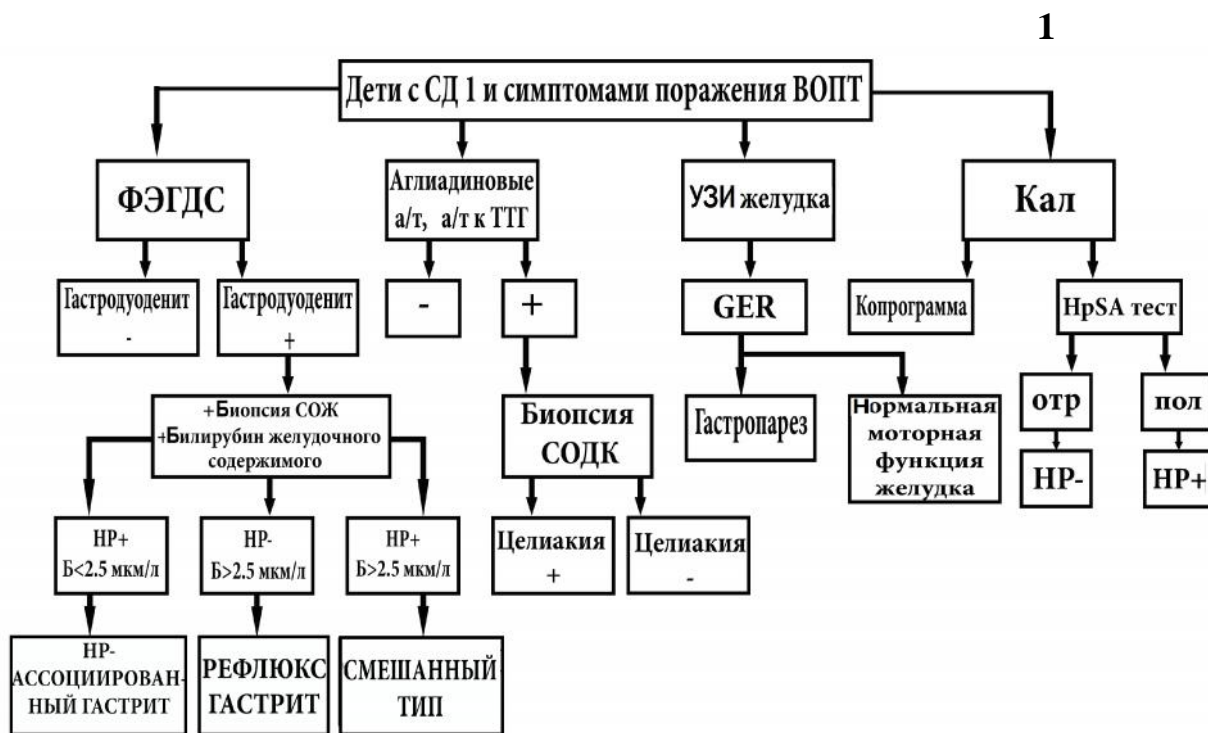 1
Дети с СД 1 и симптомами поражения ВОПТ
ФЭГДС
Аглиадиновые
а/т, а/т к ТТГ
УЗИ желудка
Кал
Гастродуоденит
-
Гастродуоденит
+
-
+
GER
Копрограмма
HpSA тест
+Биопсия СОЖ
+Билирубин желудочного
содержимого
Биопсия
СОДК
Гастропарез
Нормальная
моторная
функция
желудка
отр
пол
HP-
HP+
HP+
Б<2.5 мкм/л
HP-
Б>2.5 мкм/л
HP+
Б>2.5 мкм/л
Целиакия
+
Целиакия
-
HP-
АССОЦИИРОВАН-
НЫЙ ГАСТРИТ
РЕФЛЮКС
ГАСТРИТ
СМЕШАННЫЙ
ТИП